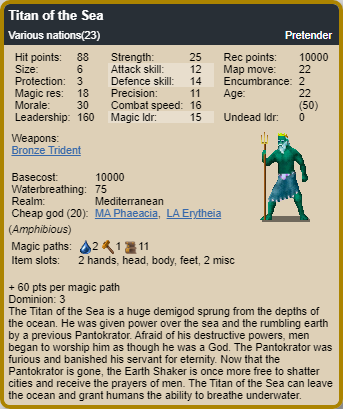 Titan of the Sea
Various nations(23) Pretender
Hit points: 88 Strength: 25 Rec points: 10000
Size: 6 Attack skill: 12 Map move: 22
Protection: 3 Defence skill: 14 Encumbrance: 2
Magic res: 18 Precision: 11 Age: 22
Morale: 30 Combat speed: 16 (50)
Leadership: 160 Magic ldr: 15 Undead ldr: 0
Weapons:
Bronze Trident
Basecost: 10000
Waterbreathing: 75
Realm: Mediterranean
Cheap god (20): MA Phaeacia, LA Erytheia
(Amphibious)
Magic paths: 2 1 11
Item slots: 2 hands, head, body, feet, 2 misc
+ 60 pts per magic path
Dominion: 3
The Titan of the Sea is a huge demigod sprung from the depths of
the ocean. He was given power over the sea and the rumbling earth
by a previous Pantokrator. Afraid of his destructive powers, men
began to worship him as though he was a God. The Pantokrator was
furious and banished his servant for eternity. Now that the
Pantokrator is gone, the Earth Shaker is once more free to shatter
cities and receive the prayers of men. The Titan of the Sea can leave
the ocean and grant humans the ability to breathe underwater.